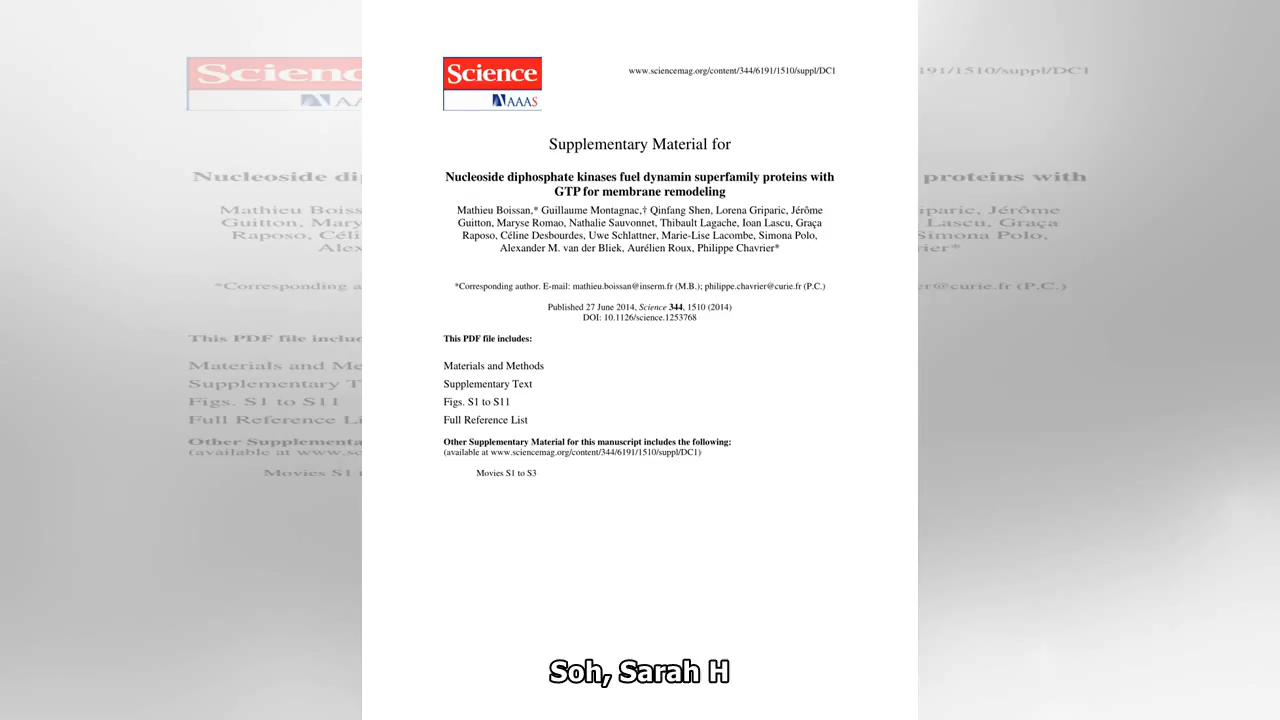 Science
AAAS
www.sciencemag.org/content/344/6191/1510/suppl/DC1
Supplementary Material for
Nucleoside diphosphate kinases fuel dynamin superfamily proteins with
GTP for membrane remodeling
Mathieu Boissan,* Guillaume Montagnac,† Qinfang Shen, Lorena Griparic, Jérôme
Guitton, Maryse Romao, Nathalie Sauvonnet, Thibault Lagache, Ioan Lascu, Graça
Raposo, Céline Desbourdes, Uwe Schlattner, Marie-Lise Lacombe, Simona Polo,
Alexander M. van der Bliek, Aurélien Roux, Philippe Chavrier*
*Corresponding author. E-mail: mathieu.boissan@inserm.fr (M.B.); philippe.chavrier@curie.fr (P.C.)
Published 27 June 2014, Science 344, 1510 (2014)
DOI: 10.1126/science.1253768
This PDF file includes:
Materials and Methods
Supplementary Text
Figs. S1 to S11
Full Reference List
Other Supplementary Material for this manuscript includes the following:
(available at www.sciencemag.org/content/344/6191/1510/suppl/DC1)
Movies S1 to S3
Soh, Sarah H